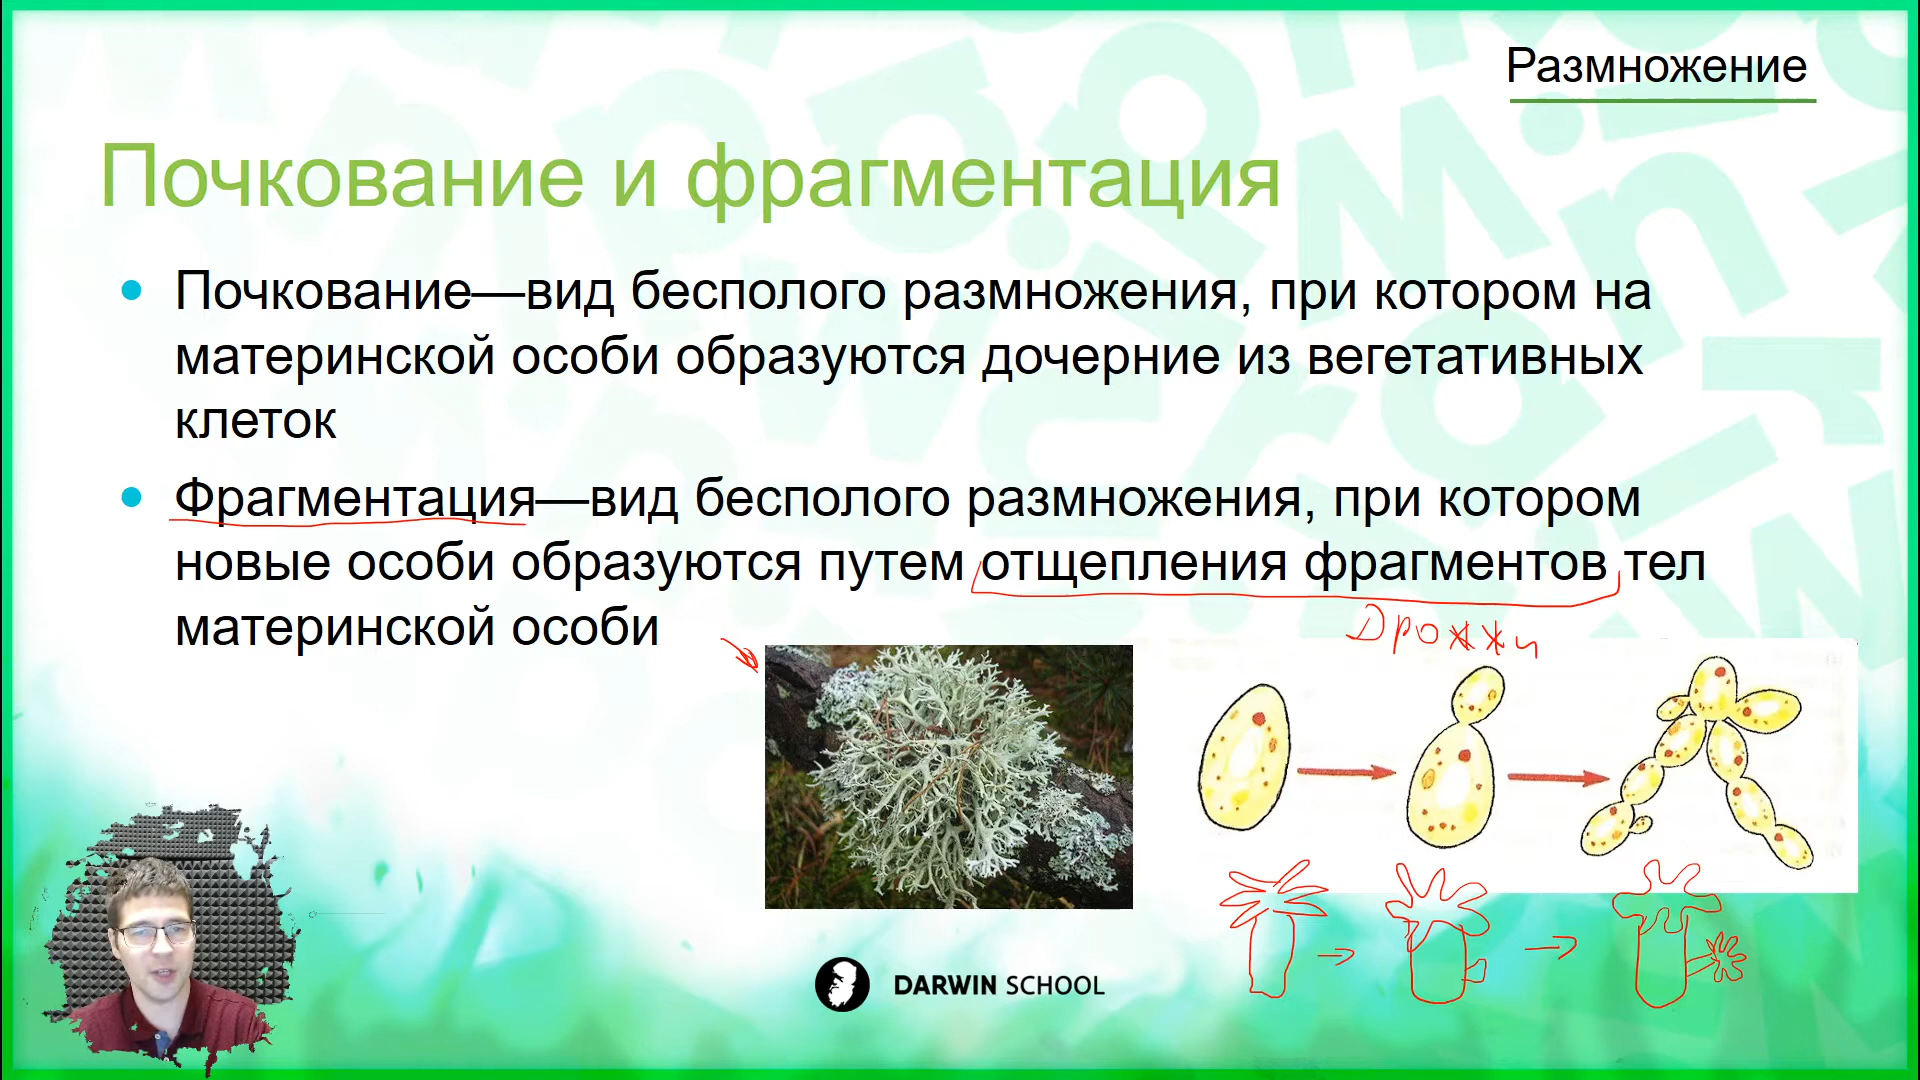 Размножение
Почкование и фрагментация
Почкование—вид бесполого размножения, при котором на
материнской особи образуются дочерние из вегетативных
клеток
Фрагментация—вид бесполого размножения, при котором
новые особи образуются путем отщепления фрагментов тел
материнской особи
Дрожжи
DARWIN SCHOOL